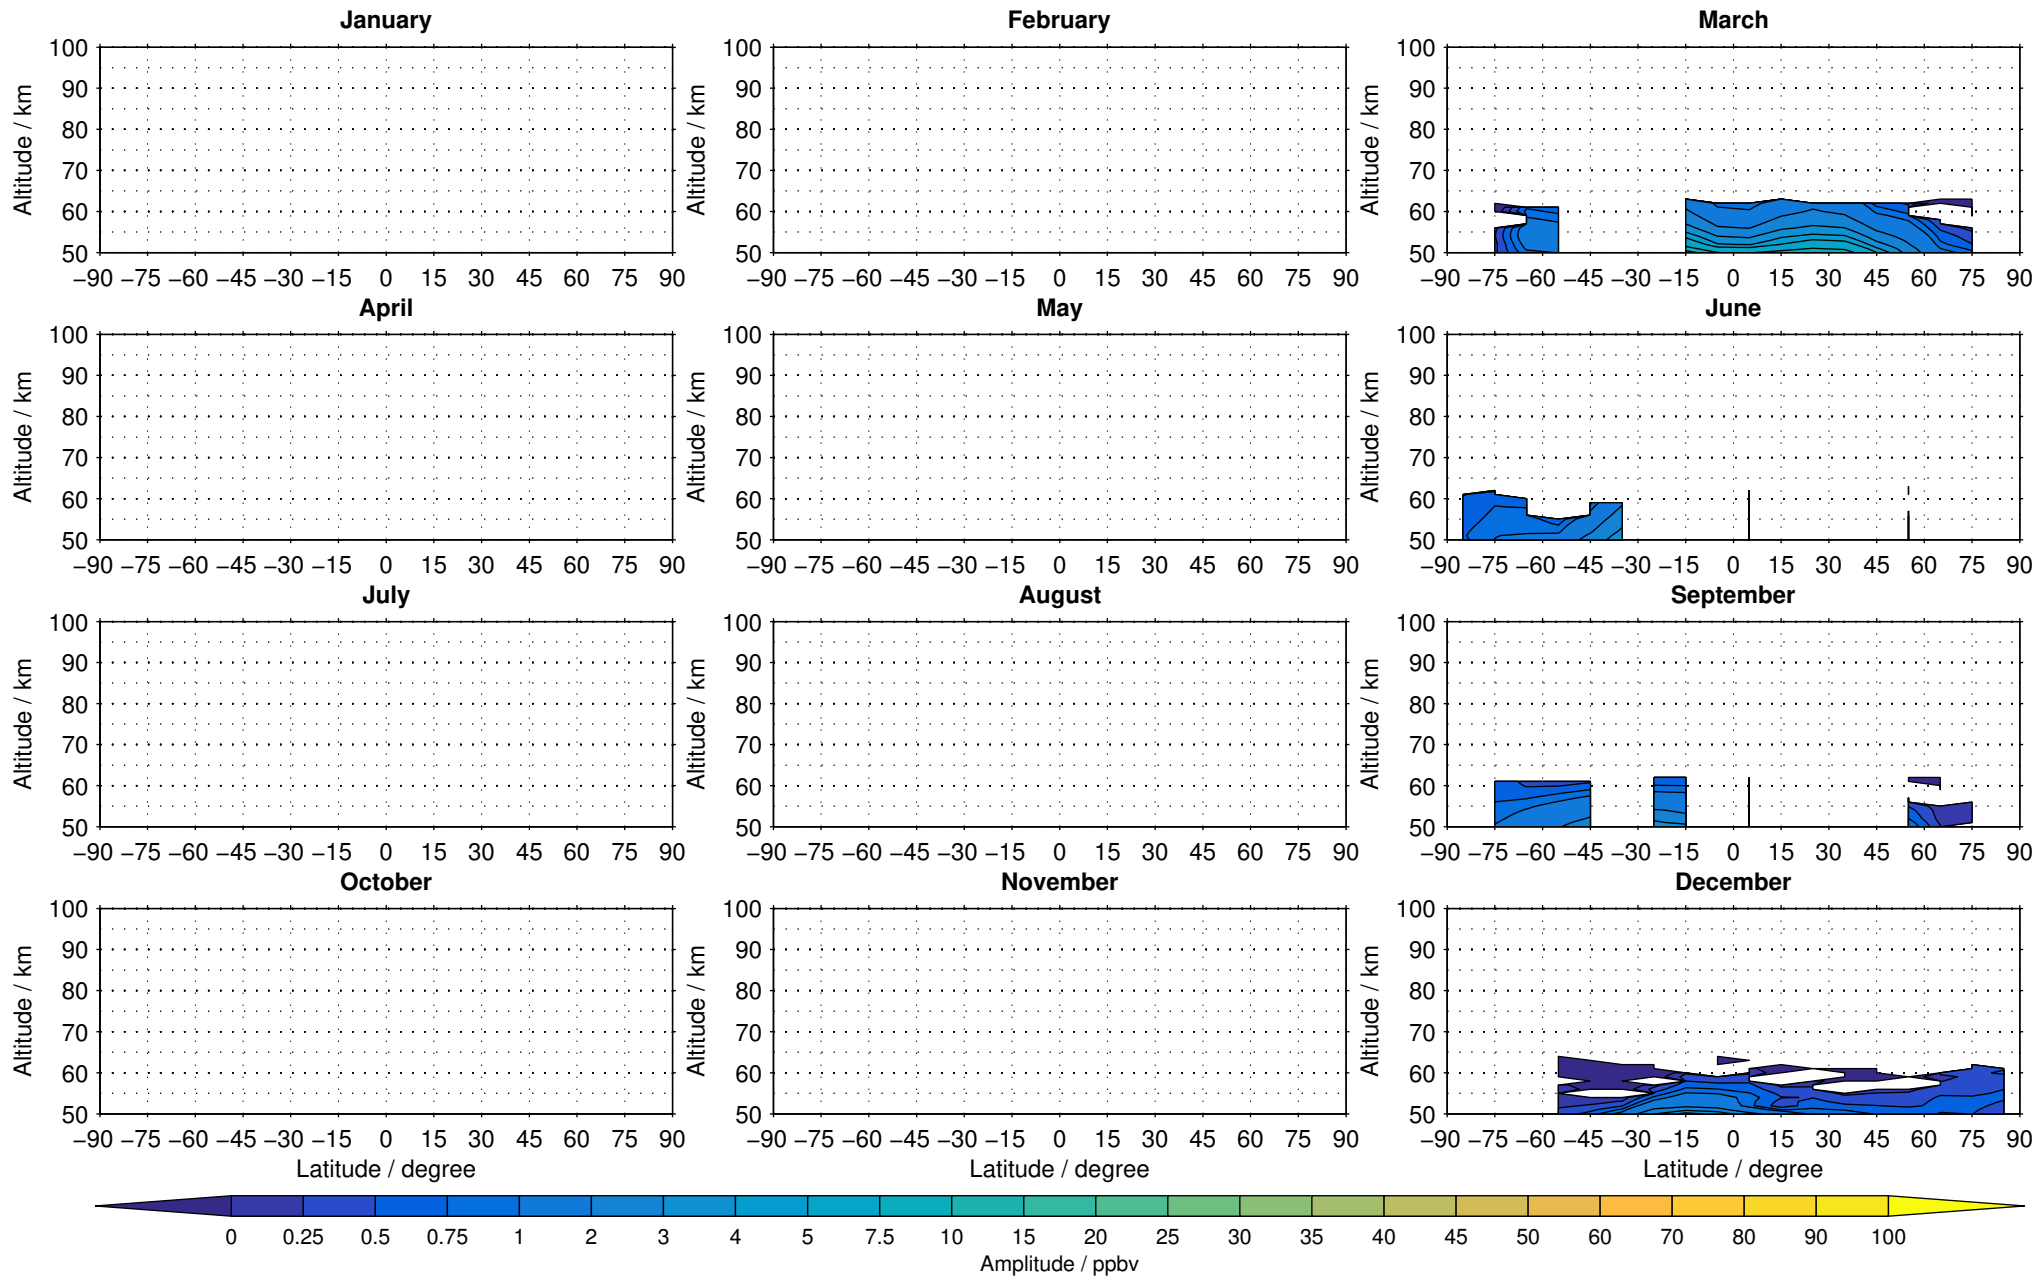 January February March
100 100 100
90 90 90
80 80 80
70 70 70
60 60 60
50 50 50
Altitude / km Altitude / km Altitude / km
−90 −75 −60 −45 −30 −15 0 15 30 45 60 75 90 −90 −75 −60 −45 −30 −15 0 15 30 45 60 75 90 −90 −75 −60 −45 −30 −15 0 15 30 45 60 75 90
April May June
100 100 100
90 90 90
80 80 80
70 70 70
60 60 60
50 50 50
Altitude / km Altitude / km Altitude / km
−90 −75 −60 −45 −30 −15 0 15 30 45 60 75 90 −90 −75 −60 −45 −30 −15 0 15 30 45 60 75 90 −90 −75 −60 −45 −30 −15 0 15 30 45 60 75 90
July August September
100 100 100
90 90 90
80 80 80
70 70 70
60 60 60
50 50 50
Altitude / km Altitude / km Altitude / km
−90 −75 −60 −45 −30 −15 0 15 30 45 60 75 90 −90 −75 −60 −45 −30 −15 0 15 30 45 60 75 90 −90 −75 −60 −45 −30 −15 0 15 30 45 60 75 90
October November December
100 100 100
90 90 90
80 80 80
70 70 70
60 60 60
50 50 50
Altitude / km Altitude / km Altitude / km
−90 −75 −60 −45 −30 −15 0 15 30 45 60 75 90 −90 −75 −60 −45 −30 −15 0 15 30 45 60 75 90 −90 −75 −60 −45 −30 −15 0 15 30 45 60 75 90
Latitude / degree Latitude / degree Latitude / degree
0 0.25 0.5 0.75 1 2 3 4 5 7.5 10 15 20 25 30 35 40 45 50 60 70 80 90 100
Amplitude / ppbv